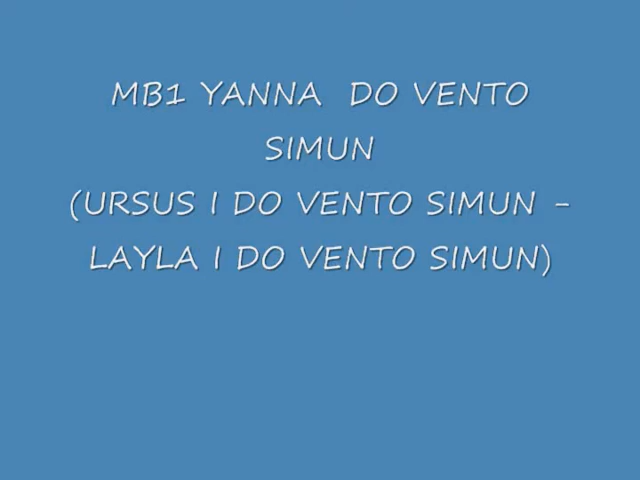 MB1 YANNA  DO VENTO
SIMUN
(URSUS I DO VENTO SIMUN -
LAYLA I DO VENTO SIMUN)